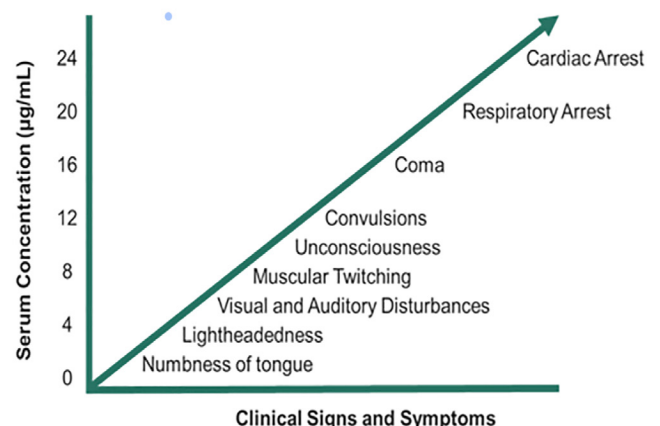 24
Cardiac Arrest
20
Respiratory Arrest
16
Coma
12
Convulsions
Unconsciousness
8
Muscular Twitching
Visual and Auditory Disturbances
4
Lightheadedness
Numbness of tongue
0
Serum Concentration (µg/mL)
Clinical Signs and Symptoms